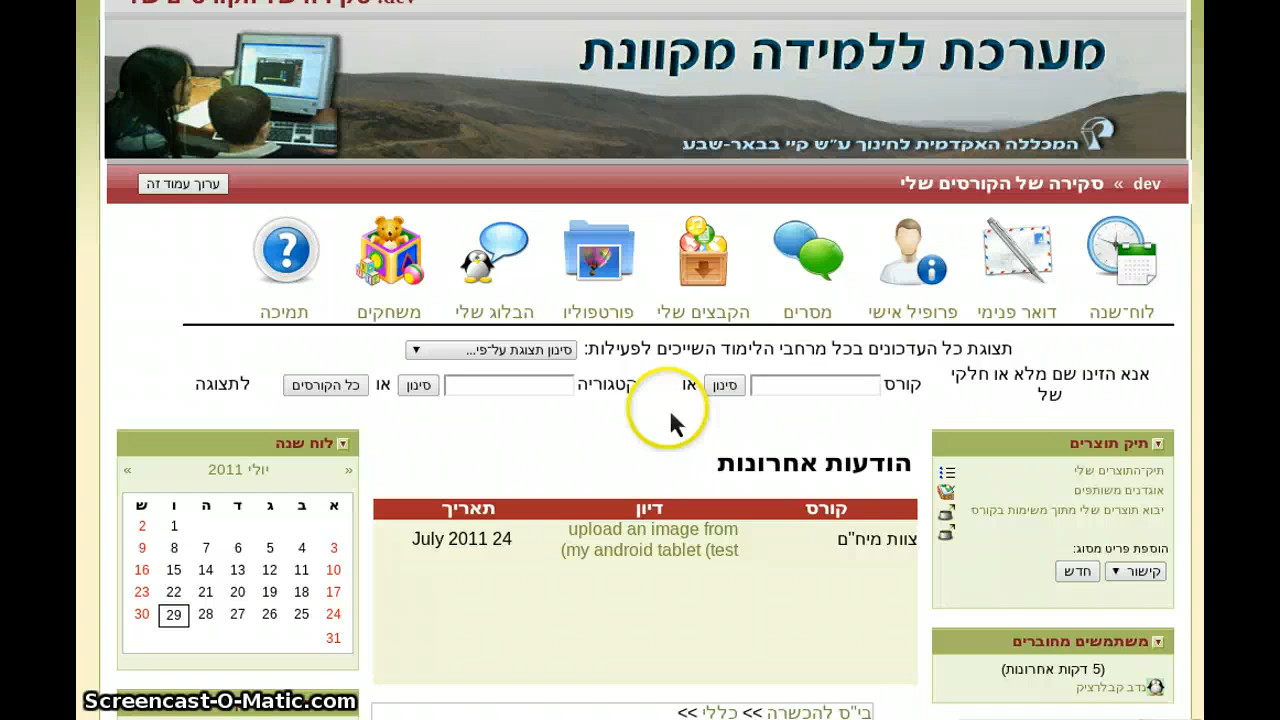 מערכת ללמידה מקוונת
המכללה האקדמית לחינוך ע"ש קיי בבאר-שבע
dev » סקירה של הקורסים שלי
ערוך עמוד זה
לוח־שנה
דואר פנימי
פרופיל אישי
מסרים
הקבצים שלי
פורטפוליו
הבלוג שלי
משחקים
תמיכה
תצוגת כל העדכונים בכל מרחבי הלימוד השייכים לפעילות: סינון תצוגת על־פי...
אנא הזינו שם מלא או חלקי של
קורס סינון או קטגוריה סינון או כל הקורסים לתצוגה
תיק תוצרים
תיק־התוצרים שלי
אוגדנים משותפים
יבוא תוצרים שלי מתוך משימות בקורס
הוספת פריט מסוג:
קישור חדש
משתמשים מחוברים
(5 דקות אחרונות)
נדב קבלרציק
הודעות אחרונות
קורס דיון תאריך
צוות מיח"ם
upload an image from
(my android tablet (test
24 July 2011
בי"ס להכשרה >> כללי >>
לוח שנה
« יולי 2011 »
א ב ג ד ה ו ש
1 2
3 4 5 6 7 8 9
10 11 12 13 14 15 16
17 18 19 20 21 22 23
24 25 26 27 28 29 30
31
Screencast-O-Matic.com